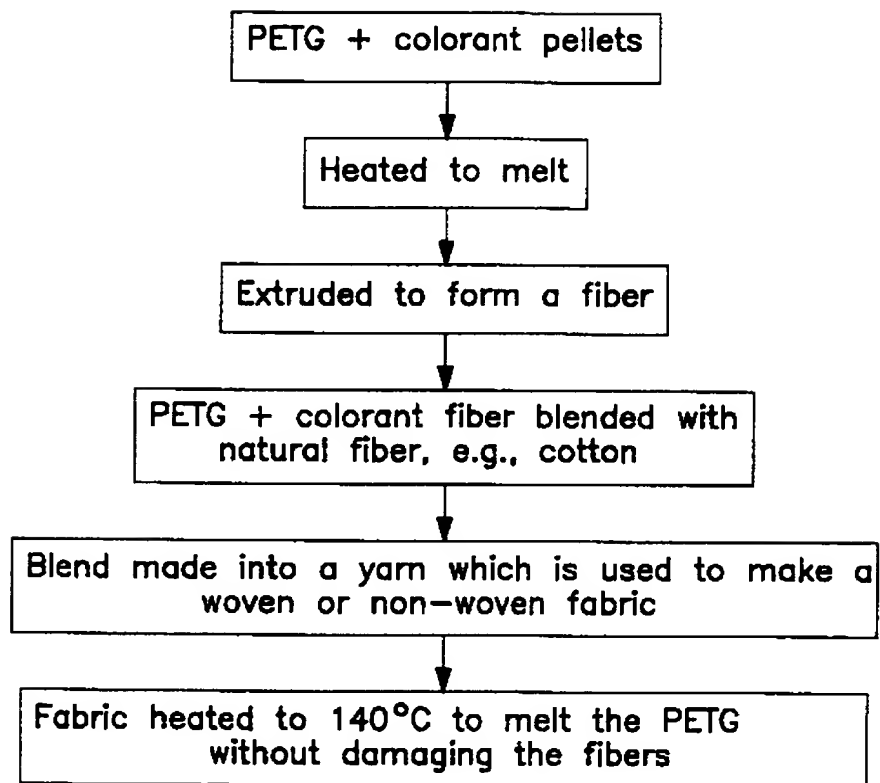 PETG + colorant pellets
Heated to melt
Extruded to form a fiber
PETG + colorant fiber blended with
natural fiber, e.g., cotton
Blend made into a yarn which is used to make a
woven or non-woven fabric
Fabric heated to 140°C to melt the PETG
without damaging the fibers